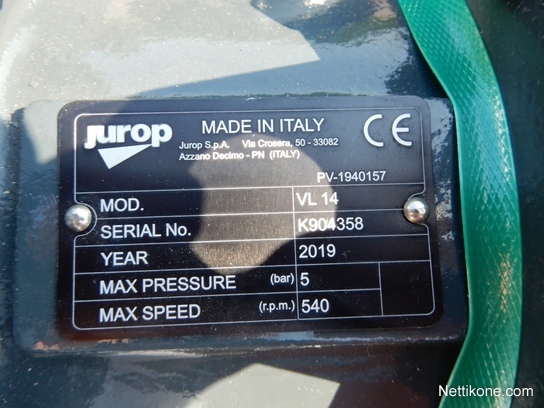 Jurop MADE IN ITALY CE
Jurop S.p.A. Via Crosera, 50 - 33082
Azzano Decimo - PN (ITALY)
PV-1940157
MOD. VL 14
SERIAL No. K904358
YEAR 2019
MAX PRESSURE (bar) 5
MAX SPEED (r.p.m.) 540
Nettikone.com